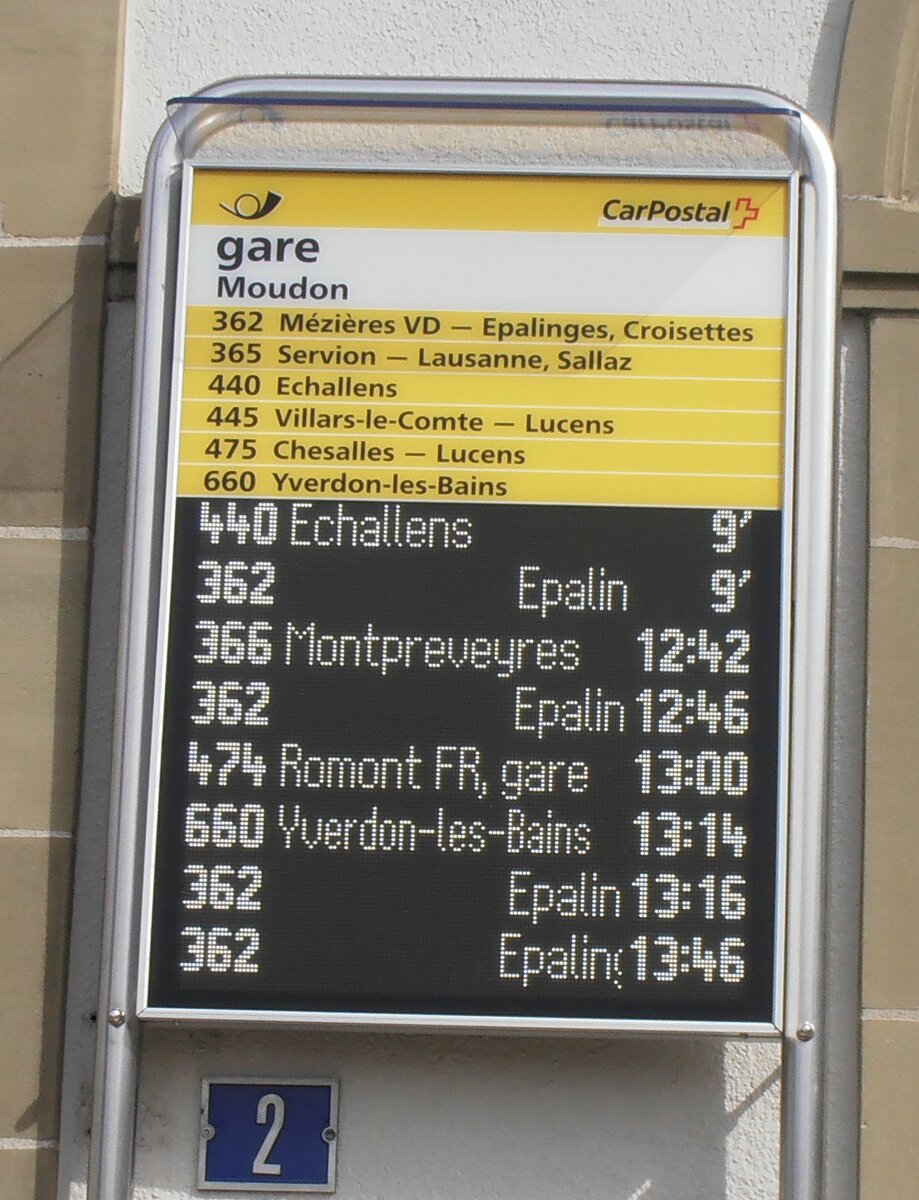 CarPostal
gare
Moudon
362 Mézières VD – Epalinges, Croisettes
365 Servion – Lausanne, Sallaz
440 Echallens
445 Villars-le-Comte – Lucens
475 Chesalles – Lucens
660 Yverdon-les-Bains
440 Echallens 9'
362 Epalin 9'
366 Montpreveyres 12:42
362 Epalin 12:46
474 Romont FR, gare 13:00
660 Yverdon-les-Bains 13:14
362 Epalin 13:16
362 Epalin 13:46
2